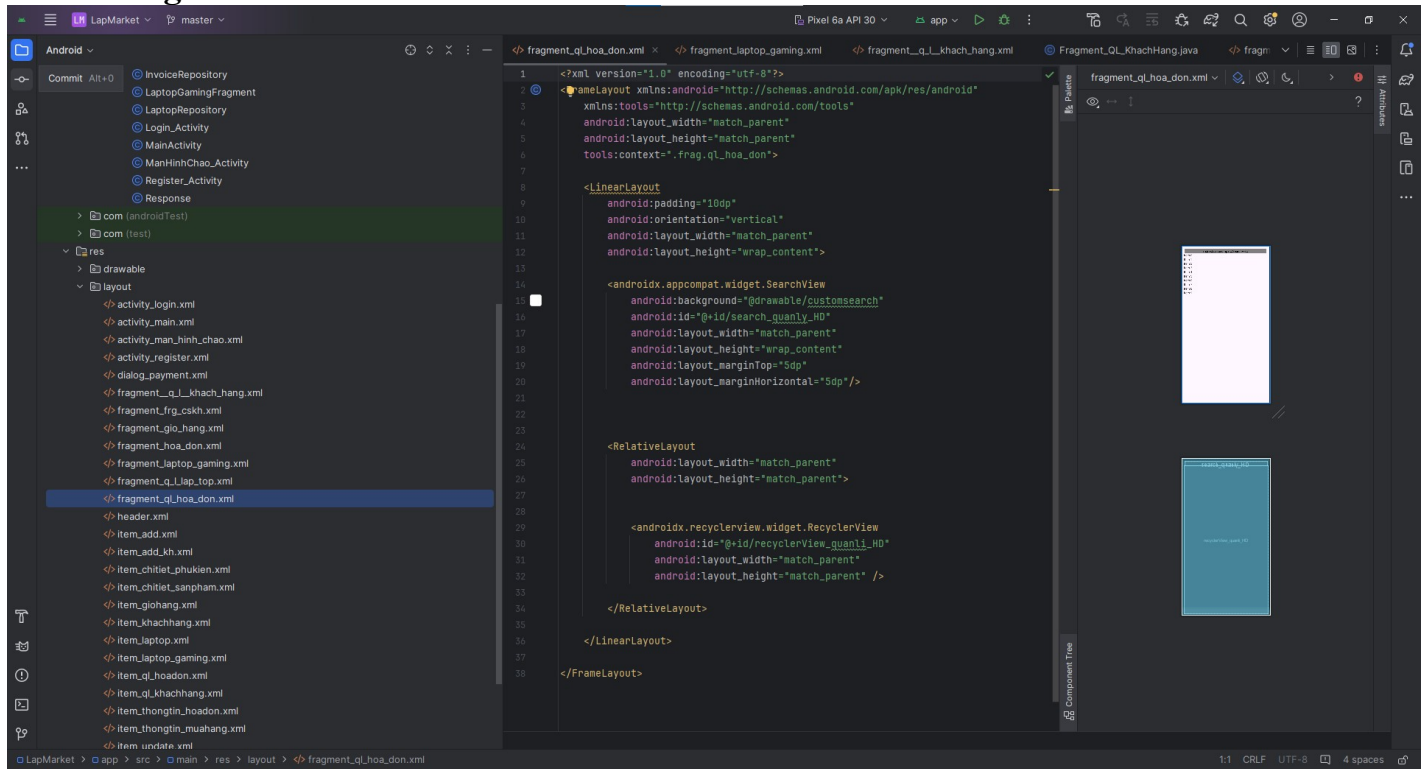 LM LapMarket master Pixel 6a API 30 app
Android
fragment_ql_hoa_don.xml fragment_laptop_gaming.xml fragment__q_l__khach_hang.xml Fragment_QL_KhachHang.java fragm
Commit Alt+0
InvoiceRepository
LaptopGamingFragment
LaptopRepository
Login_Activity
MainActivity
ManHinhChao_Activity
Register_Activity
Response
com (androidTest)
com (test)
res
drawable
layout
activity_login.xml
activity_main.xml
activity_man_hinh_chao.xml
activity_register.xml
dialog_payment.xml
fragment__q_l__khach_hang.xml
fragment_frg_cskh.xml
fragment_gio_hang.xml
fragment_hoa_don.xml
fragment_laptop_gaming.xml
fragment_q_l_lap_top.xml
fragment_ql_hoa_don.xml
header.xml
item_add.xml
item_add_kh.xml
item_chitiet_phukien.xml
item_chitiet_sanpham.xml
item_giohang.xml
item_khachhang.xml
item_laptop.xml
item_laptop_gaming.xml
item_ql_hoadon.xml
item_ql_khachhang.xml
item_thongtin_hoadon.xml
item_thongtin_muahang.xml
item_update.xml
1 <?xml version="1.0" encoding="utf-8"?>
2 <FrameLayout xmlns:android="http://schemas.android.com/apk/res/android"
3 xmlns:tools="http://schemas.android.com/tools"
4 android:layout_width="match_parent"
5 android:layout_height="match_parent"
6 tools:context=".frag.ql_hoa_don">
7
8 <LinearLayout
9 android:padding="10dp"
10 android:orientation="vertical"
11 android:layout_width="match_parent"
12 android:layout_height="wrap_content">
13
14 <androidx.appcompat.widget.SearchView
15 android:background="@drawable/customsearch"
16 android:id="@+id/search_quanly_HD"
17 android:layout_width="match_parent"
18 android:layout_height="wrap_content"
19 android:layout_marginTop="5dp"
20 android:layout_marginHorizontal="5dp"/>
21
22
23
24 <RelativeLayout
25 android:layout_width="match_parent"
26 android:layout_height="match_parent">
27
28
29 <androidx.recyclerview.widget.RecyclerView
30 android:id="@+id/recyclerView_quanli_HD"
31 android:layout_width="match_parent"
32 android:layout_height="match_parent" />
33
34 </RelativeLayout>
35
36 </LinearLayout>
37
38 </FrameLayout>
Palette
Component Tree
fragment_ql_hoa_don.xml
?
Attributes
search_quanly_HD
LapMarket > app > src > main > res > layout > fragment_ql_hoa_don.xml
1:1 CRLF UTF-8 4 spaces